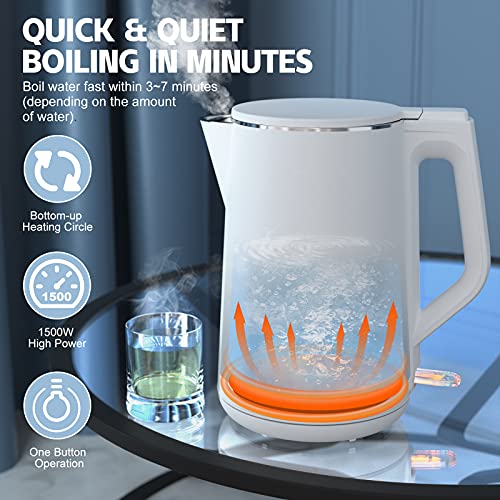 QUICK & QUIET
BOILING IN MINUTES
Boil water fast within 3~7 minutes
(depending on the amount
of water).
Bottom-up
Heating Circle
1500
1500W
High Power
One Button
Operation